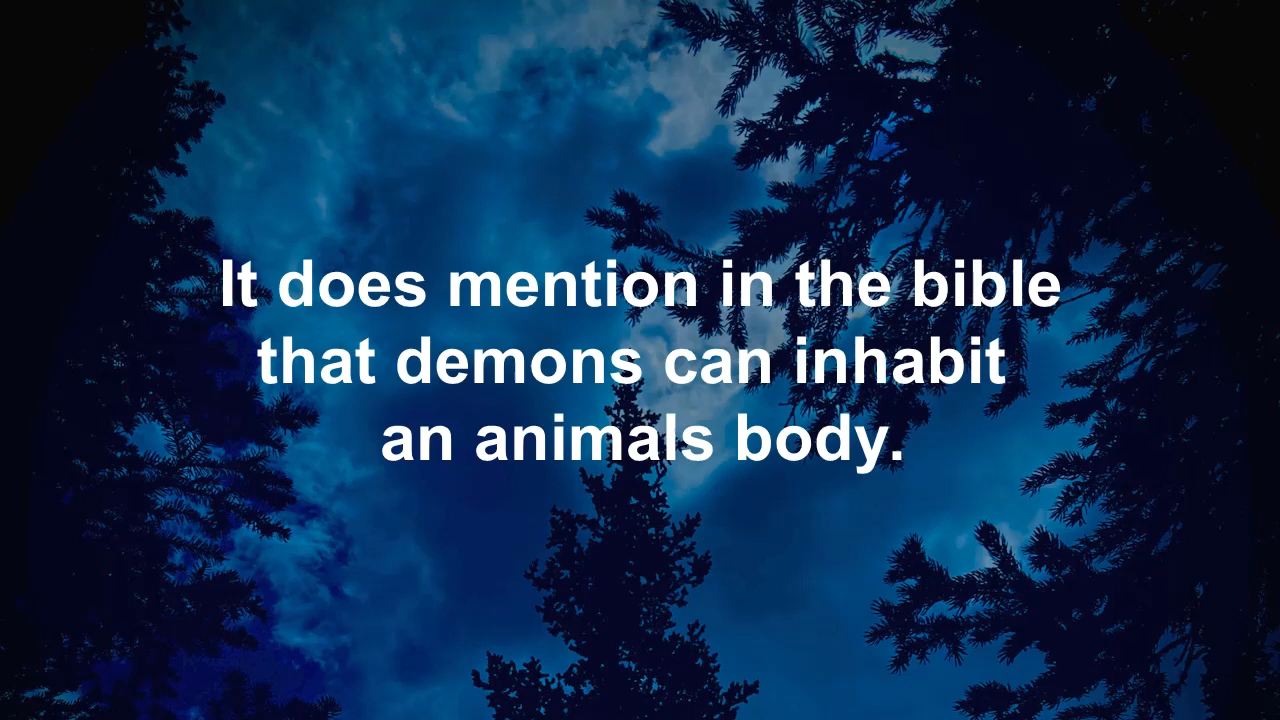 It does mention in the bible
that demons can inhabit
an animals body.